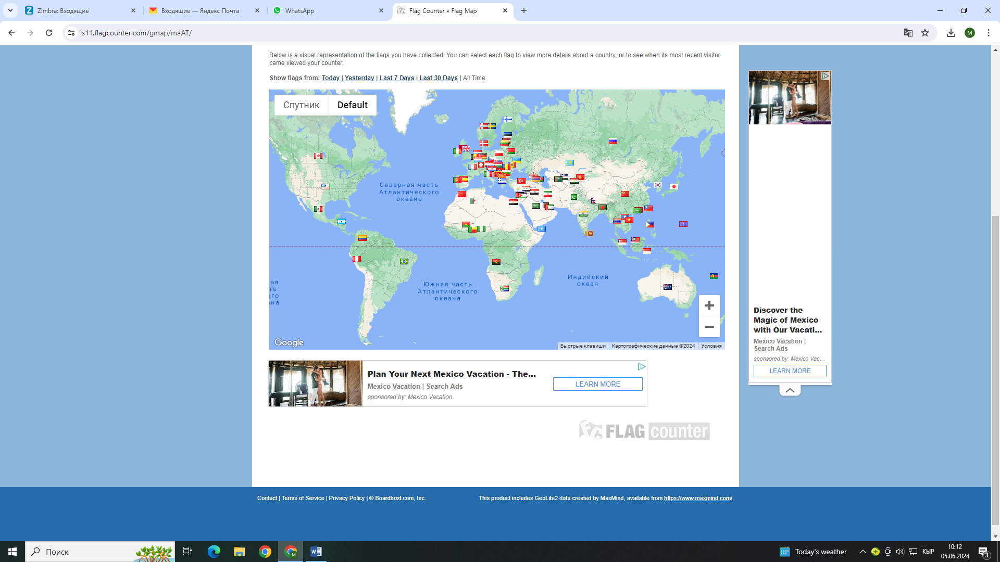 Zimbra: Входящие
Входящие — Яндекс Почта
WhatsApp
Flag Counter » Flag Map
s11.flagcounter.com/gmap/maAT/
M
Below is a visual representation of the flags you have collected. You can select each flag to view more details about a country, or to see when its most recent visitor
came viewed your counter.
Show flags from: Today | Yesterday | Last 7 Days | Last 30 Days | All Time
Спутник Default
Северная часть
Атлантического
океана
Индийский
океан
Южная часть
Атлантического
океана
ая
ть
ого
на
Google
Быстрые клавиши
Картографические данные ©2024
Условия
Discover the
Magic of Mexico
with Our Vacati...
Mexico Vacation |
Search Ads
sponsored by: Mexico Vac...
LEARN MORE
Plan Your Next Mexico Vacation - The...
Mexico Vacation | Search Ads
sponsored by: Mexico Vacation
LEARN MORE
FC FLAG counter
Contact | Terms of Service | Privacy Policy | © Boardhost.com, Inc.
This product includes GeoLite2 data created by MaxMind, available from https://www.maxmind.com/.
Поиск
Today's weather
КЫР
10:12
05.06.2024
3